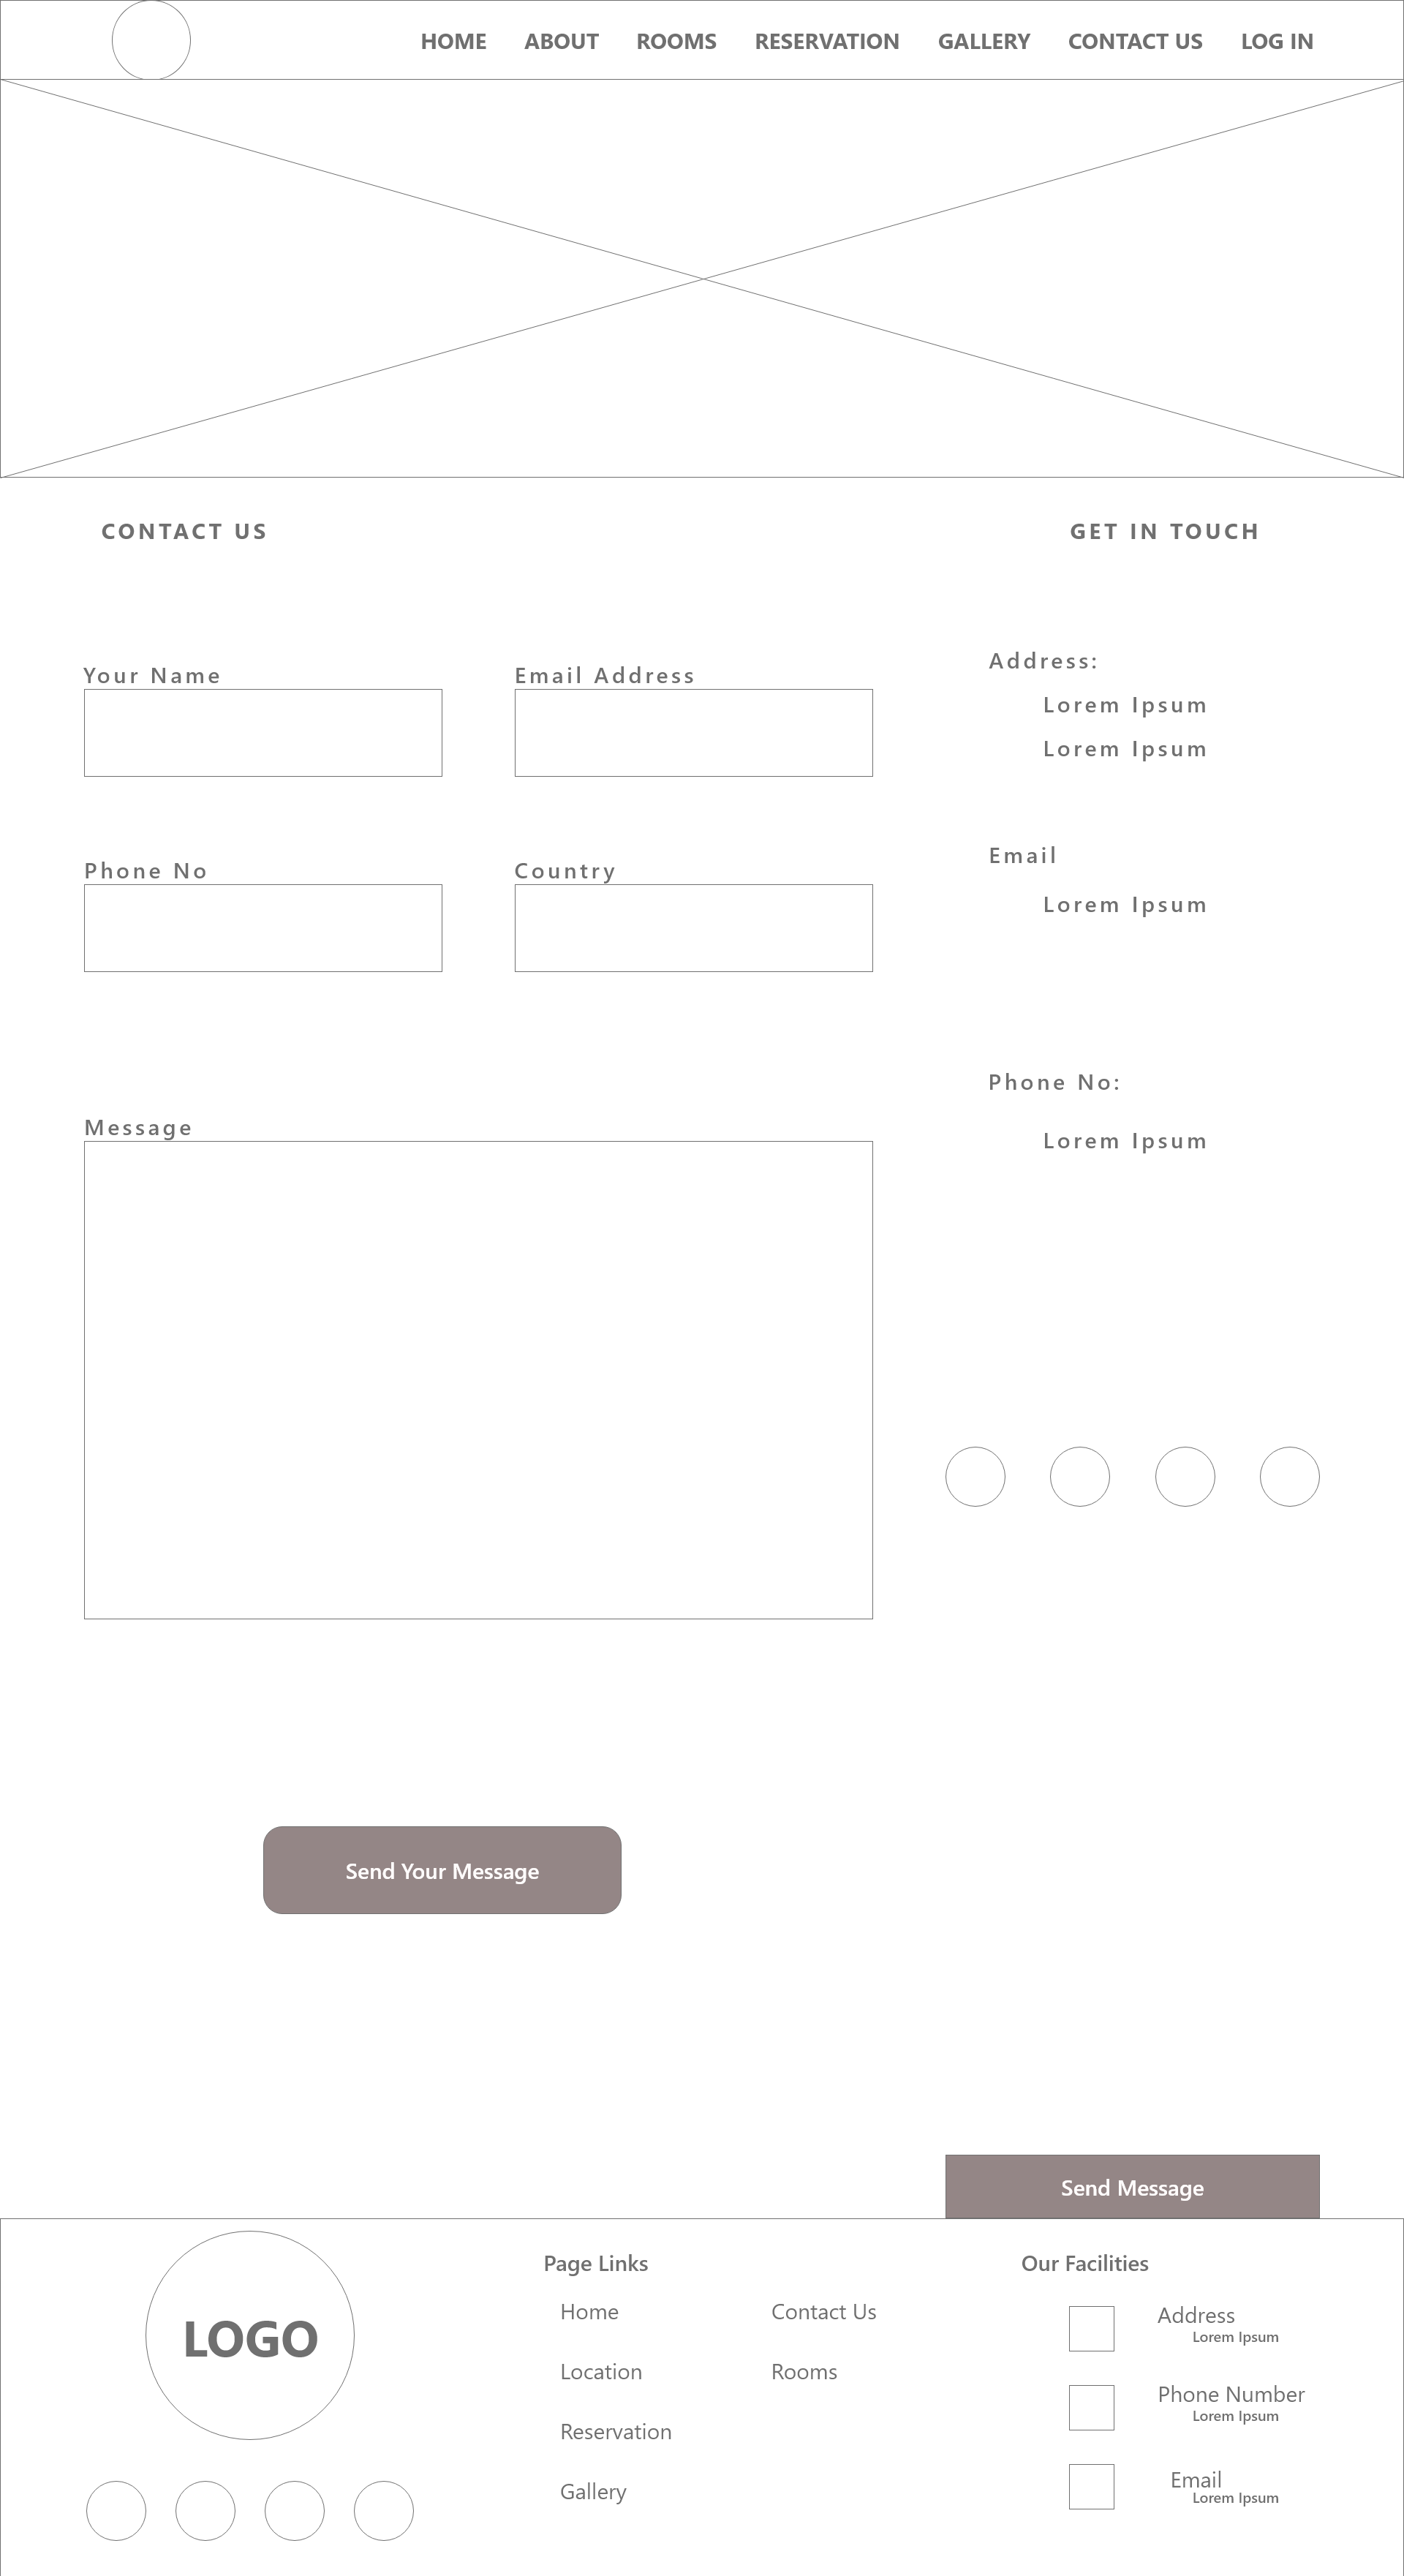 HOME ABOUT ROOMS RESERVATION GALLERY CONTACT US LOG IN
CONTACT US
Your Name
Email Address
Phone No
Country
Message
Send Your Message
GET IN TOUCH
Address:
Lorem Ipsum
Lorem Ipsum
Email
Lorem Ipsum
Phone No:
Lorem Ipsum
Send Message
LOGO
Page Links
Home
Location
Reservation
Gallery
Contact Us
Rooms
Our Facilities
Address
Lorem Ipsum
Phone Number
Lorem Ipsum
Email
Lorem Ipsum